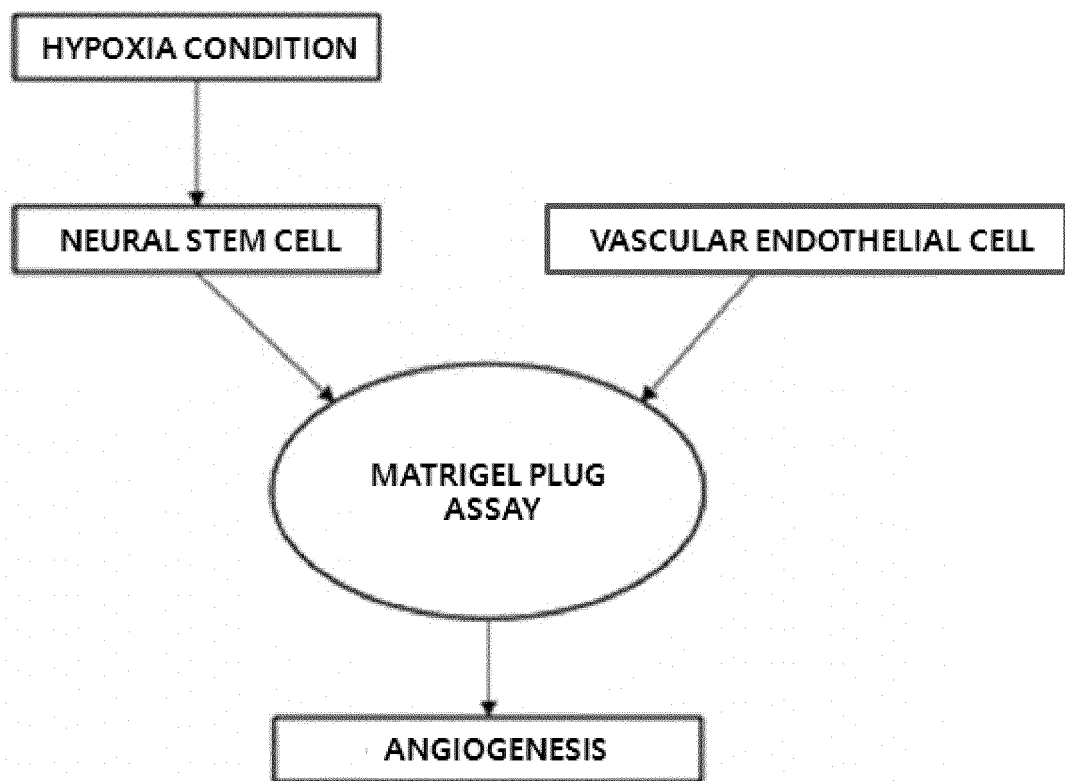 HYPOXIA CONDITION
NEURAL STEM CELL
VASCULAR ENDOTHELIAL CELL
MATRIGEL PLUG
ASSAY
ANGIOGENESIS